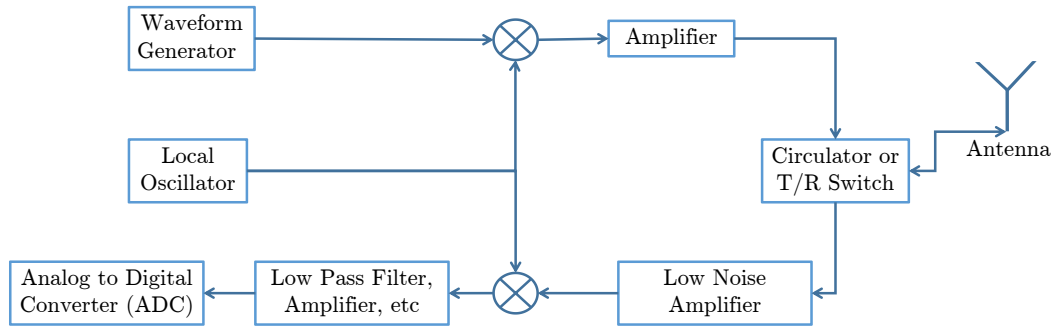 Waveform
Generator
Amplifier
Local
Oscillator
Circulator or
T/R Switch
Antenna
Analog to Digital
Converter (ADC)
Low Pass Filter,
Amplifier, etc
Low Noise
Amplifier